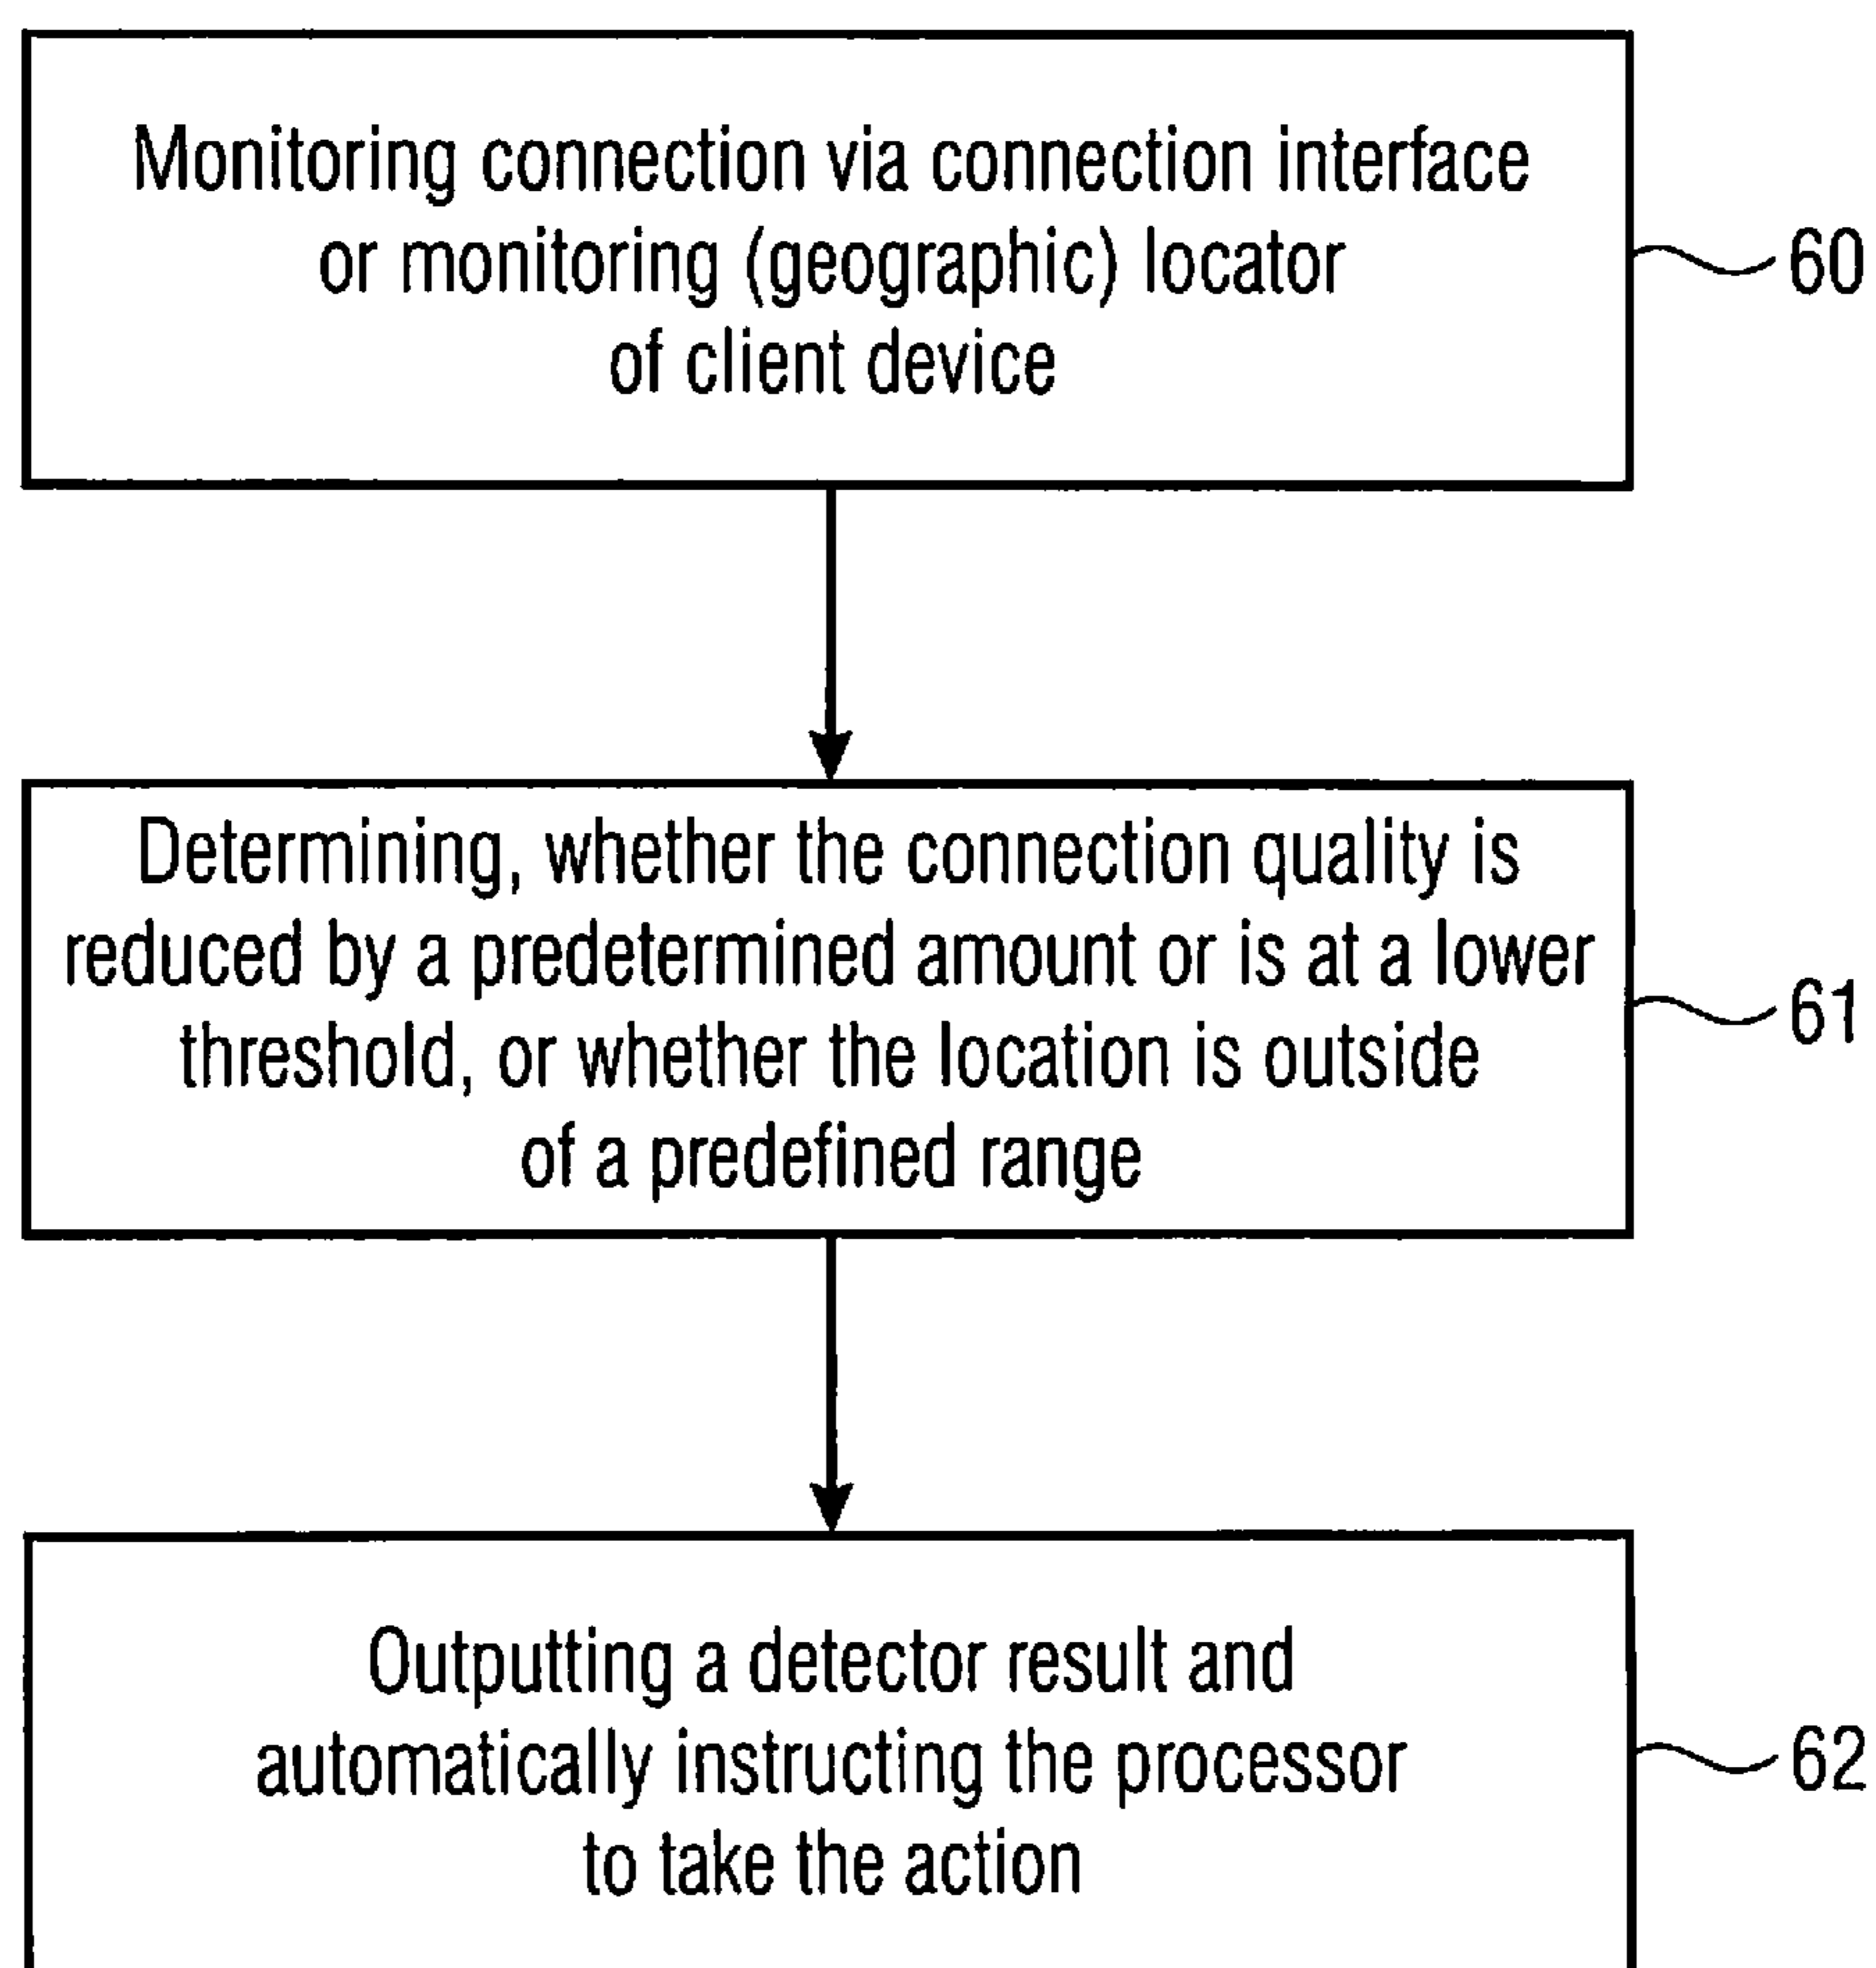 Monitoring connection via connection interface
or monitoring (geographic) locator
of client device
60
Determining, whether the connection quality is
reduced by a predetermined amount or is at a lower
threshold, or whether the location is outside
of a predefined range
61
Outputting a detector result and
automatically instructing the processor
to take the action
62